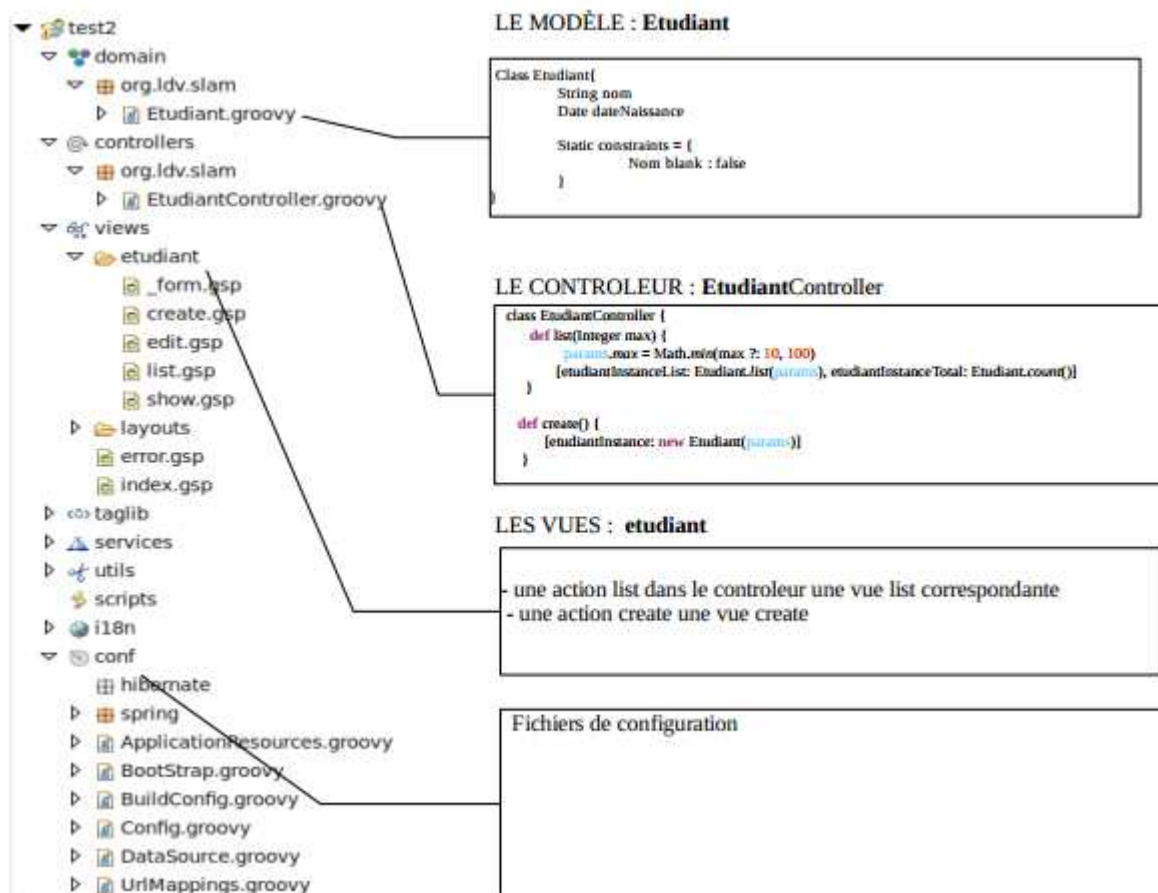 test2
domain
org.ldv.slam
Etudiant.groovy
controllers
org.ldv.slam
EtudiantController.groovy
views
etudiant
_form.gsp
create.gsp
edit.gsp
list.gsp
show.gsp
layouts
error.gsp
index.gsp
taglib
services
utils
scripts
i18n
conf
hibernate
spring
ApplicationResources.groovy
BootStrap.groovy
BuildConfig.groovy
Config.groovy
DataSource.groovy
UrlMappings.groovy
LE MODÈLE : Etudiant
Class Etudiant{
String nom
Date dateNaissance
Static constraints = {
Nom blank : false
}
}
LE CONTROLEUR : EtudiantController
class EtudiantController {
def list(Integer max) {
params.max = Math.min(max ?: 10, 100)
[etudiantInstanceList: Etudiant.list(params), etudiantInstanceTotal: Etudiant.count()]
}
def create() {
[etudiantInstance: new Etudiant(params)]
}
LES VUES : etudiant
- une action list dans le controleur une vue list correspondante
- une action create une vue create
Fichiers de configuration